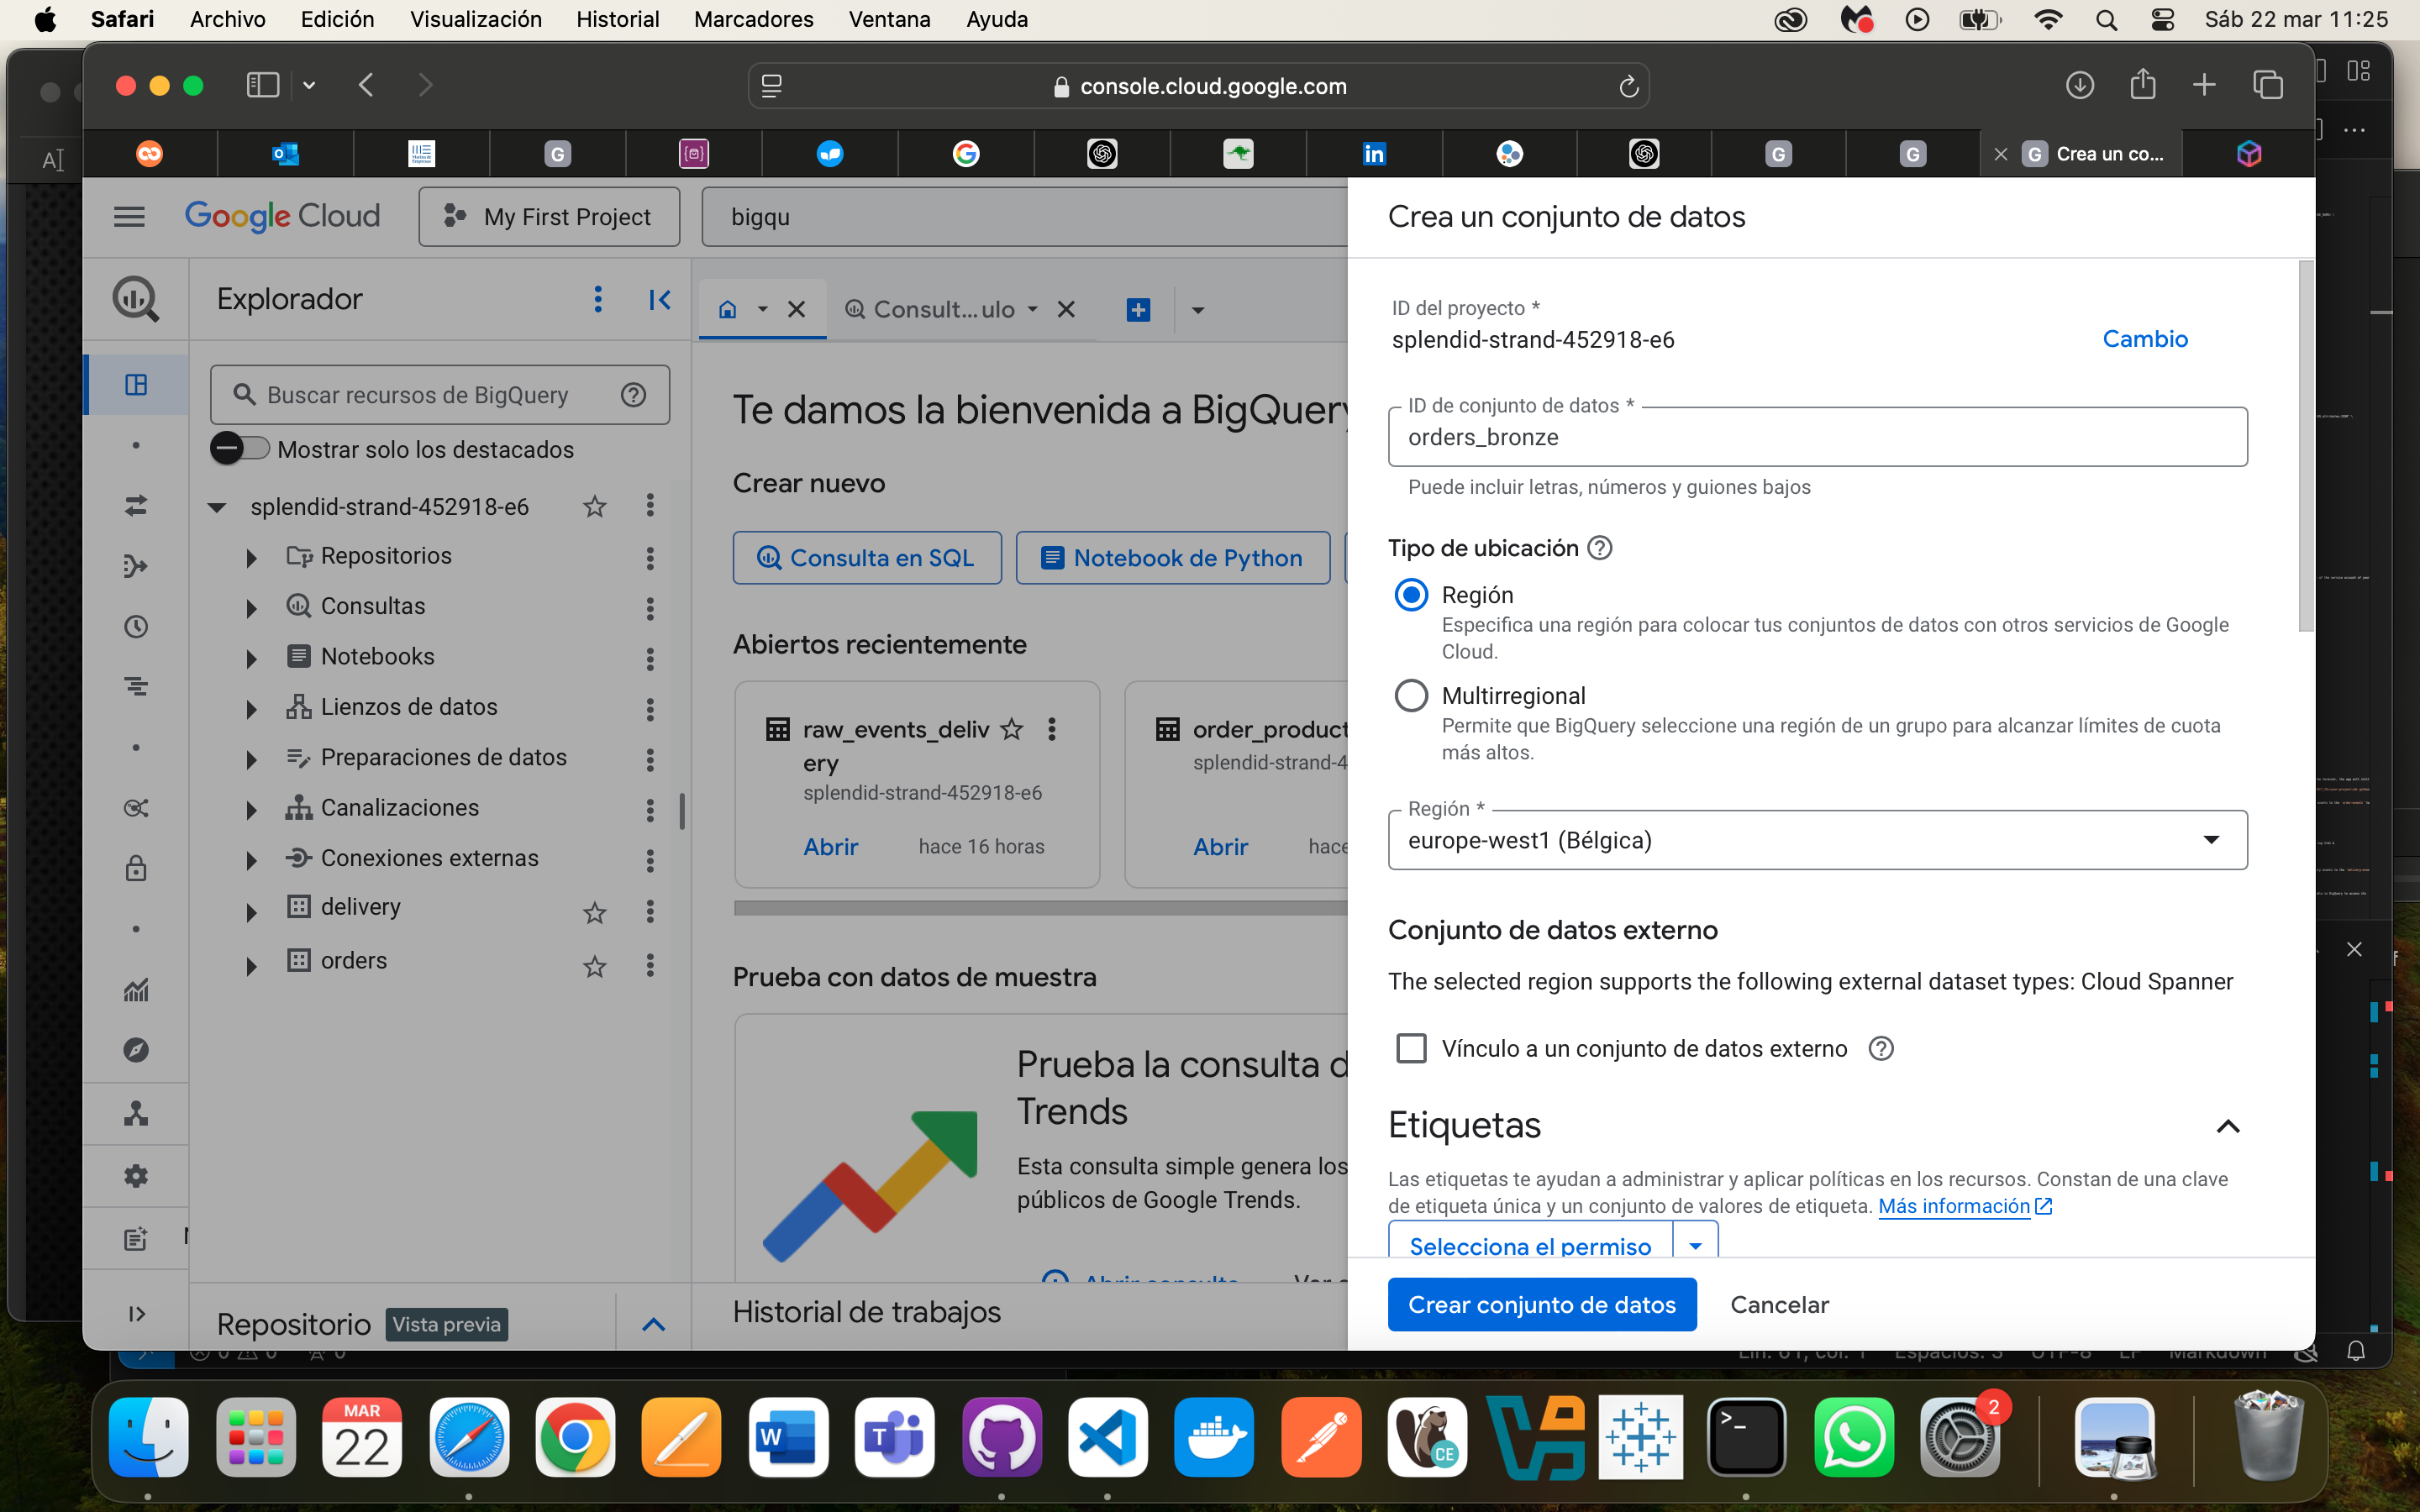 Safari Archivo Edición Visualización Historial Marcadores Ventana Ayuda Sáb 22 mar 11:25
console.cloud.google.com
Crea un co...
Google Cloud
My First Project
bigqu
Explorador
Buscar recursos de BigQuery
Mostrar solo los destacados
splendid-strand-452918-e6
Repositorios
Consultas
Notebooks
Lienzos de datos
Preparaciones de datos
Canalizaciones
Conexiones externas
delivery
orders
Repositorio Vista previa
Consult...ulo
Te damos la bienvenida a BigQuery
Crear nuevo
Consulta en SQL
Notebook de Python
Abiertos recientemente
raw_events_deliv
ery
splendid-strand-452918-e6
Abrir hace 16 horas
order_product
splendid-strand-4
Abrir hace
Prueba con datos de muestra
Prueba la consulta d
Trends
Esta consulta simple genera los
públicos de Google Trends.
Abrir consulta
Historial de trabajos
Crea un conjunto de datos
ID del proyecto *
splendid-strand-452918-e6
Cambio
ID de conjunto de datos *
orders_bronze
Puede incluir letras, números y guiones bajos
Tipo de ubicación
Región
Especifica una región para colocar tus conjuntos de datos con otros servicios de Google
Cloud.
Multirregional
Permite que BigQuery seleccione una región de un grupo para alcanzar límites de cuota
más altos.
Región *
europe-west1 (Bélgica)
Conjunto de datos externo
The selected region supports the following external dataset types: Cloud Spanner
Vínculo a un conjunto de datos externo
Etiquetas
Las etiquetas te ayudan a administrar y aplicar políticas en los recursos. Constan de una clave
de etiqueta única y un conjunto de valores de etiqueta. Más información
Selecciona el permiso
Crear conjunto de datos
Cancelar
MAR
22
CE
2